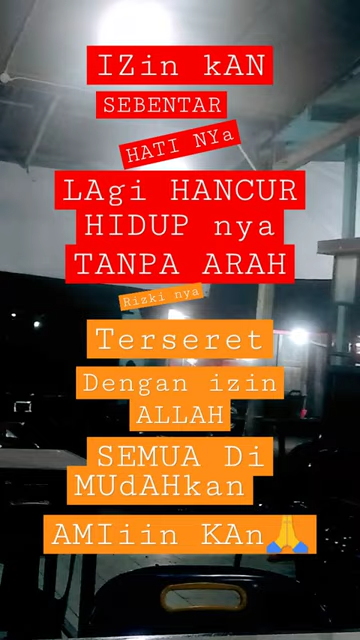 IZin kAN
SEBENTAR
HATI NYa
LAgi HANCUR
HIDUP nya
TANPA ARAH
Rizki nya
Terseret
Dengan izin
ALLAH
SEMUA Di
MUdAHkan
AMIiin KAn🙏